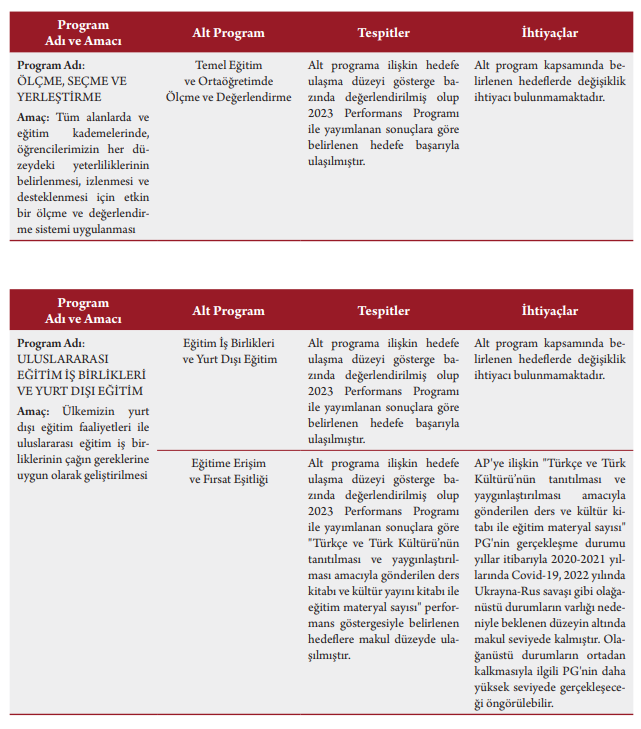 Program
Adı ve Amacı
Alt Program
Tespitler
İhtiyaçlar
Program Adı:
ÖLÇME, SEÇME VE
YERLEŞTİRME
Amaç: Tüm alanlarda ve
eğitim kademelerinde,
öğrencilerimizin her dü-
zeydeki yeterliliklerinin
belirlenmesi, izlenmesi ve
desteklenmesi için etkin
bir ölçme ve değerlendir-
me sistemi uygulanması
Temel Eğitim
ve Ortaöğretimde
Ölçme ve Değerlendirme
Alt programa ilişkin hedefe
ulaşma düzeyi gösterge ba-
zında değerlendirilmiş olup
2023 Performans Programı
ile yayımlanan sonuçlara göre
belirlenen hedefe başarıyla
ulaşılmıştır.
Alt program kapsamında be-
lirlenen hedeflerde değişiklik
ihtiyacı bulunmamaktadır.
Program
Adı ve Amacı
Alt Program
Tespitler
İhtiyaçlar
Program Adı:
ULUSLARARASI
EĞİTİM İŞ BİRLİKLERİ
VE YURT DIŞI EĞİTİM
Amaç: Ülkemizin yurt
dışı eğitim faaliyetleri ile
uluslararası eğitim iş bir-
liklerinin çağın gereklerine
uygun olarak geliştirilmesi
Eğitim İş Birlikleri
ve Yurt Dışı Eğitim
Alt programa ilişkin hedefe
ulaşma düzeyi gösterge ba-
zında değerlendirilmiş olup
2023 Performans Programı
ile yayımlanan sonuçlara göre
belirlenen hedefe başarıyla
ulaşılmıştır.
Alt program kapsamında be-
lirlenen hedeflerde değişiklik
ihtiyacı bulunmamaktadır.
Eğitime Erişim
ve Fırsat Eşitliği
Alt programa ilişkin hedefe
ulaşma düzeyi gösterge ba-
zında değerlendirilmiş olup
2023 Performans Programı
ile yayımlanan sonuçlara göre
"Türkçe ve Türk Kültürü'nün
tanıtılması ve yaygınlaştırıl-
ması amacıyla gönderilen ders
kitabı ve kültür yayını kitabı ile
eğitim materyal sayısı" perfor-
mans göstergesiyle belirlenen
hedeflere makul düzeyde ula-
şılmıştır.
AP'ye ilişkin "Türkçe ve Türk
Kültürü'nün tanıtılması ve
yaygınlaştırılması amacıyla
gönderilen ders ve kültür ki-
tabı ile eğitim materyal sayısı"
PG'nin gerçekleşme durumu
yıllar itibarıyla 2020-2021 yıl-
larında Covid-19, 2022 yılında
Ukrayna-Rus savaşı gibi olağa-
nüstü durumların varlığı nede-
niyle beklenen düzeyin altında
makul seviyede kalmıştır. Ola-
ğanüstü durumların ortadan
kalkmasıyla ilgili PG'nin daha
yüksek seviyede gerçekleşece-
ği öngörülebilir.